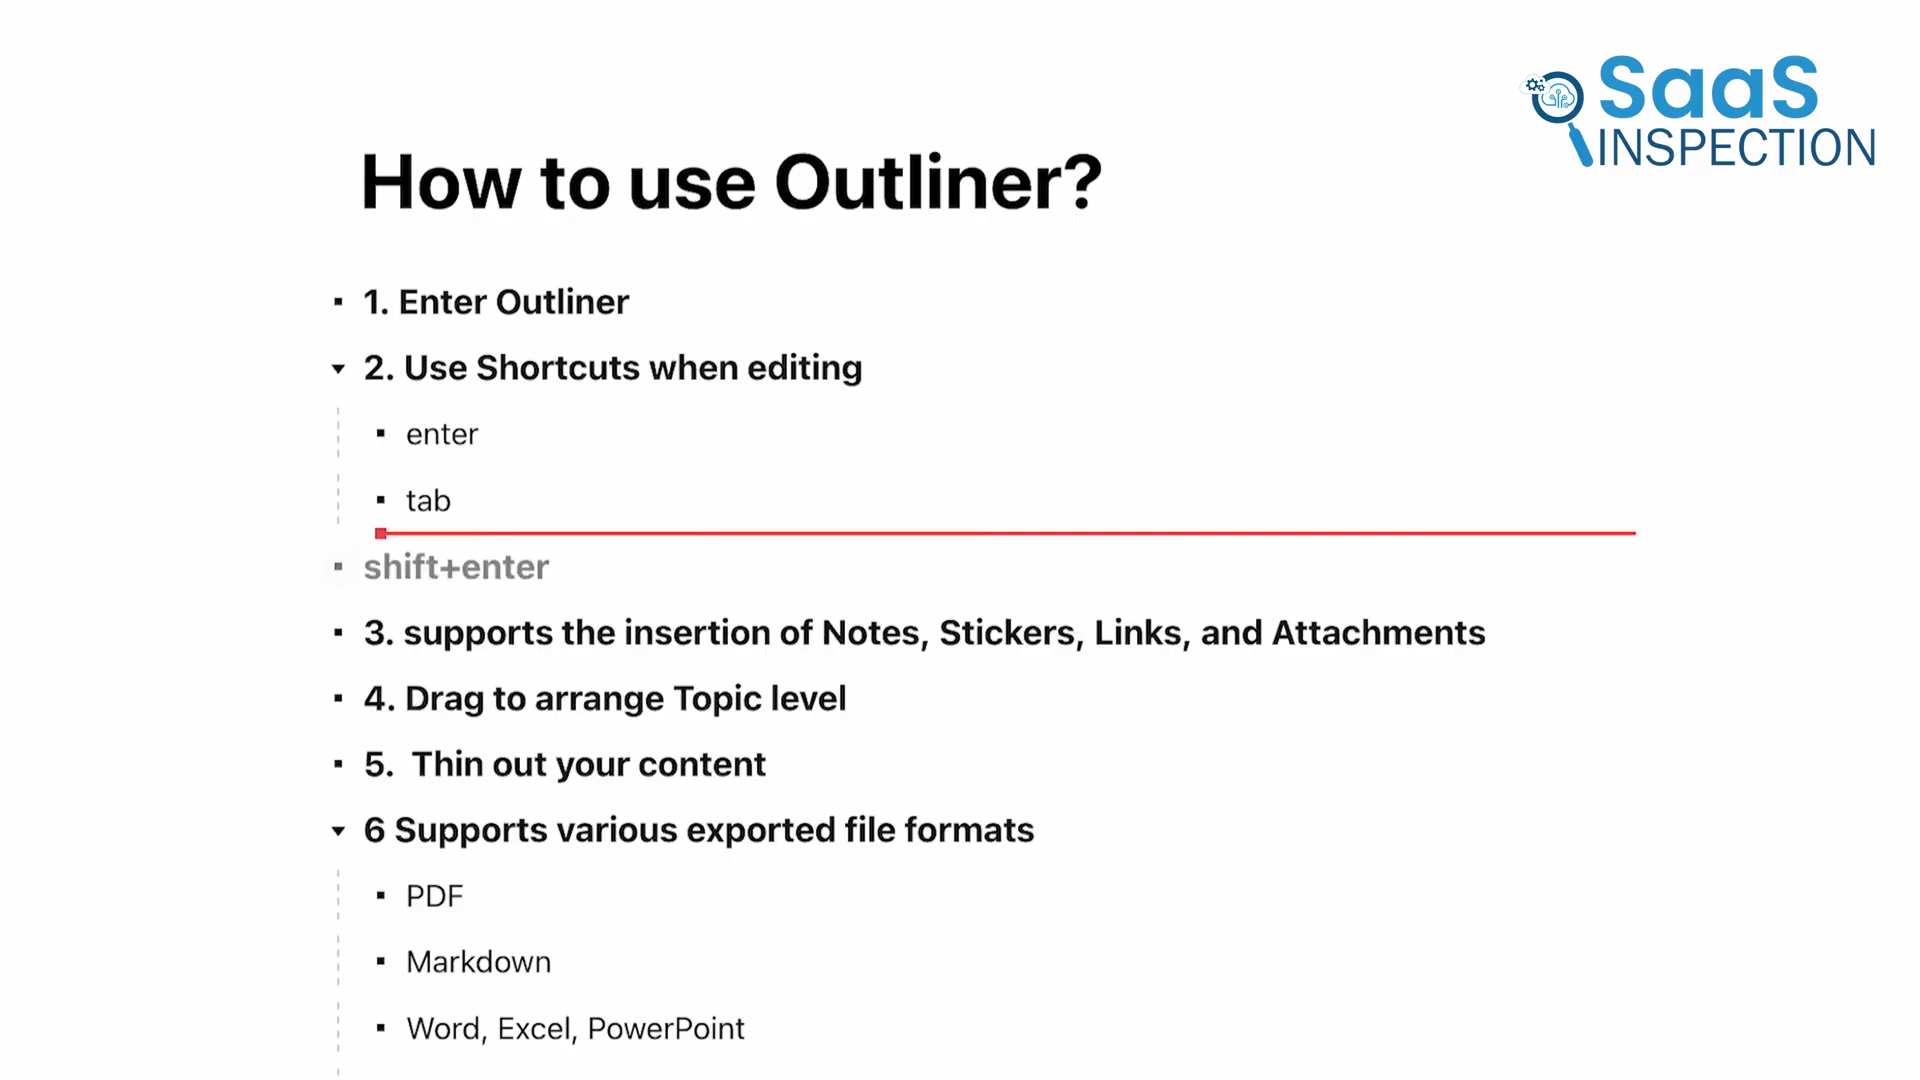 SaaS
INSPECTION
How to use Outliner?
1. Enter Outliner
2. Use Shortcuts when editing
enter
tab
shift+enter
3. supports the insertion of Notes, Stickers, Links, and Attachments
4. Drag to arrange Topic level
5.  Thin out your content
6 Supports various exported file formats
PDF
Markdown
Word, Excel, PowerPoint